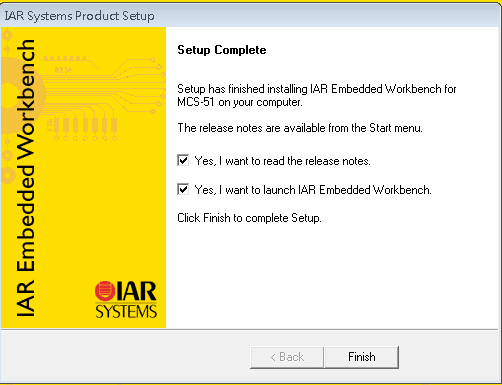 IAR Systems Product Setup
IAR Embedded Workbench
Setup Complete
Setup has finished installing IAR Embedded Workbench for
MCS-51 on your computer.
The release notes are available from the Start menu.
Yes, I want to read the release notes.
Yes, I want to launch IAR Embedded Workbench.
Click Finish to complete Setup.
IAR
SYSTEMS
< Back
Finish